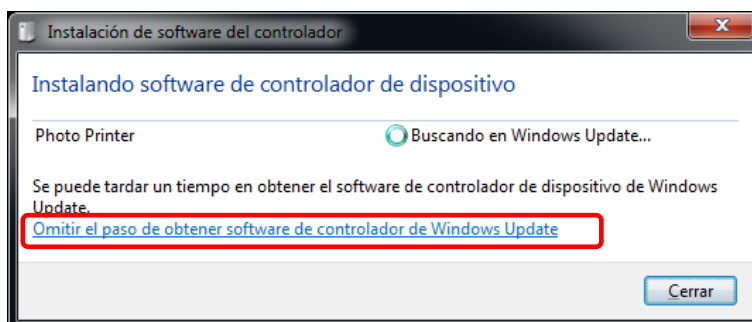 Instalación de software del controlador
Instalando software de controlador de dispositivo
Photo Printer Buscando en Windows Update...
Se puede tardar un tiempo en obtener el software de controlador de dispositivo de Windows
Update.
Omitir el paso de obtener software de controlador de Windows Update
Cerrar